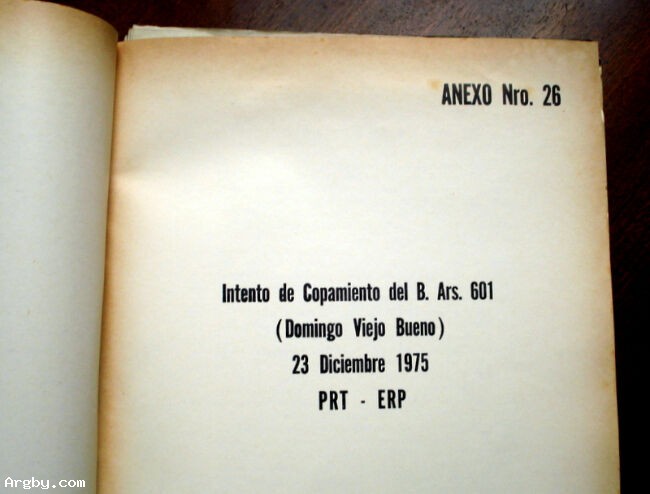 ANEXO Nro. 26
Intento de Copamiento del B. Ars. 601
(Domingo Viejo Bueno)
23 Diciembre 1975
PRT - ERP
Argby.com